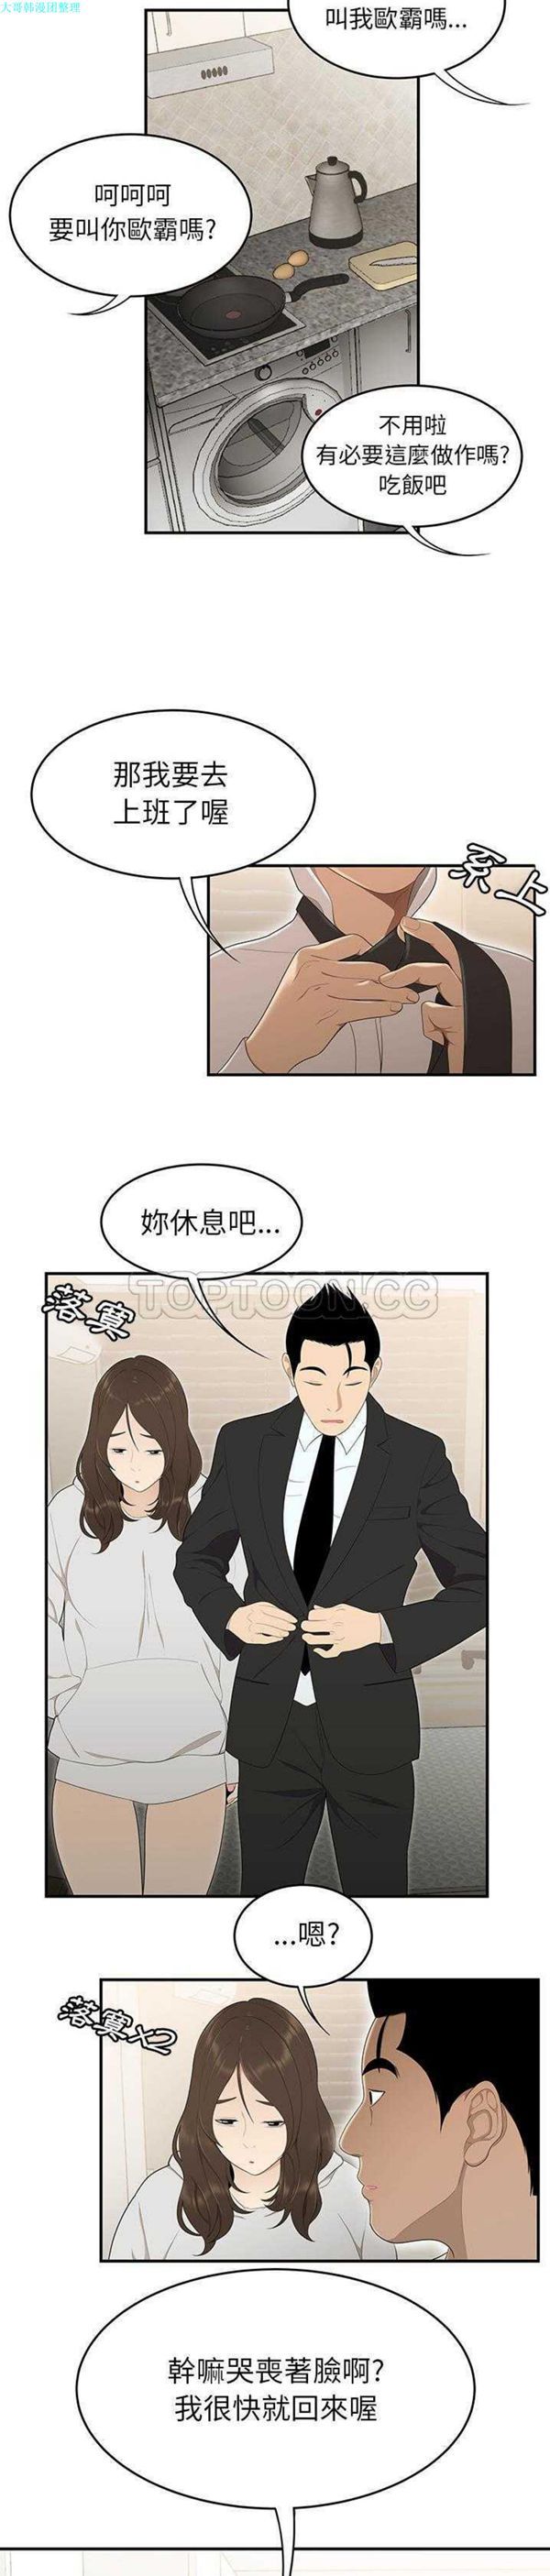 大哥韩漫团整理
叫我歐霸嗎...
呵呵呵
要叫你歐霸嗎?
不用啦
有必要這麼做作嗎?
吃飯吧
那我要去
上班了喔
系上
妳休息吧...
TOPTOON.CC
落寞
...嗯?
落寞x2
幹嘛哭喪著臉啊?
我很快就回來喔